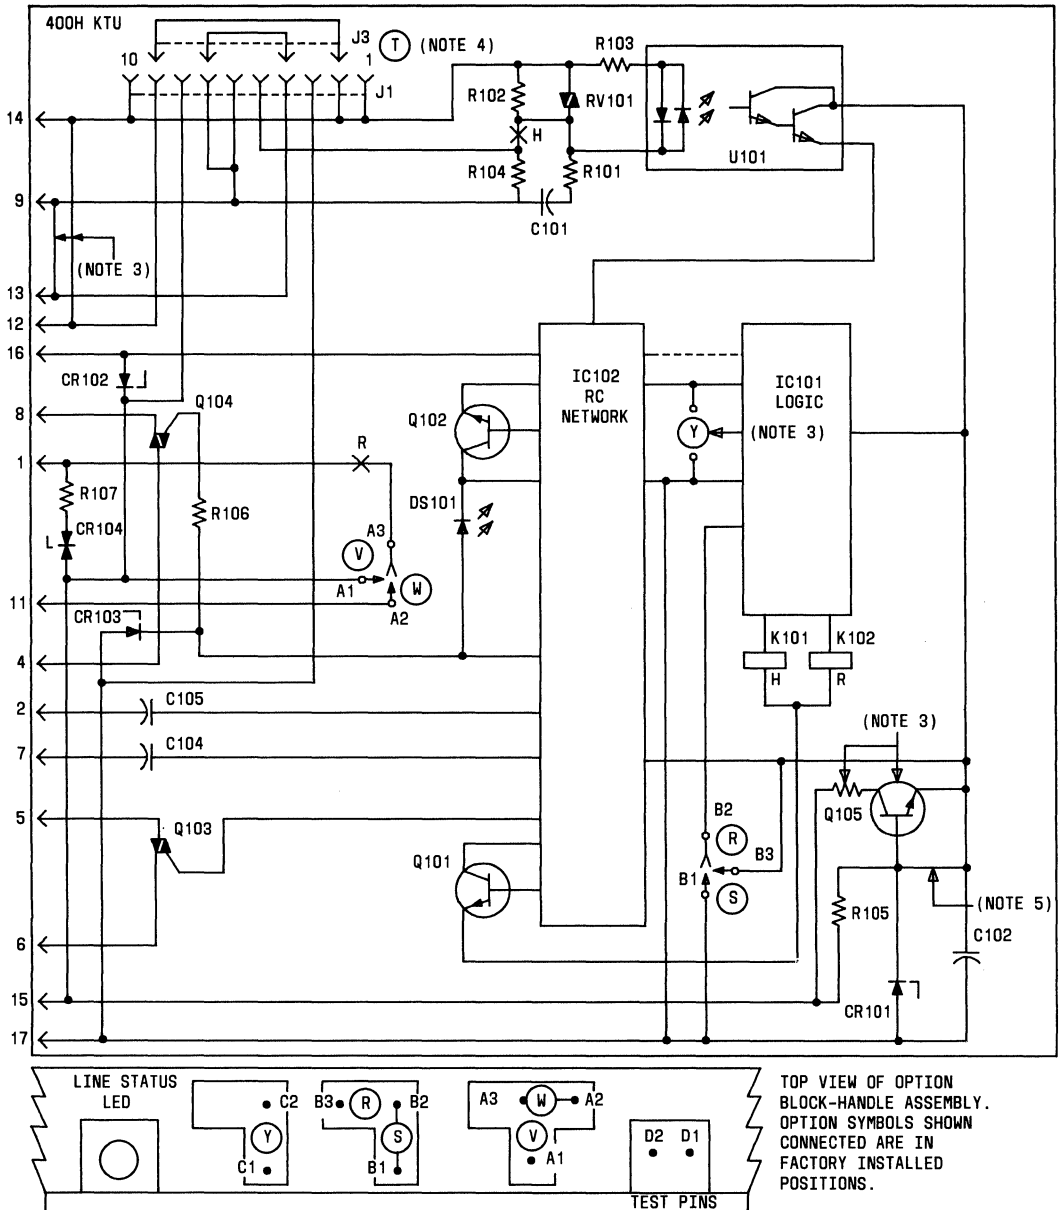 400H KTU
J3
T (NOTE 4)
10
1
J1
R103
R102
RV101
H
R104
R101
C101
U101
14
9
(NOTE 3)
13
12
16
CR102
Q104
8
1
R
R107
CR104
L
R106
IC102
RC
NETWORK
IC101
LOGIC
Q102
Y
(NOTE 3)
DS101
A3
V
A1
W
A2
11
CR103
4
K101
K102
H
R
2
C105
7
C104
(NOTE 3)
5
Q103
Q105
B2
R
B3
B1
S
Q101
R105
(NOTE 5)
C102
6
15
CR101
17
LINE STATUS
LED
C2
Y
C1
B3
R
B2
S
B1
A3
W
A2
V
A1
D2 D1
TEST PINS
TOP VIEW OF OPTION
BLOCK-HANDLE ASSEMBLY.
OPTION SYMBOLS SHOWN
CONNECTED ARE IN
FACTORY INSTALLED
POSITIONS.